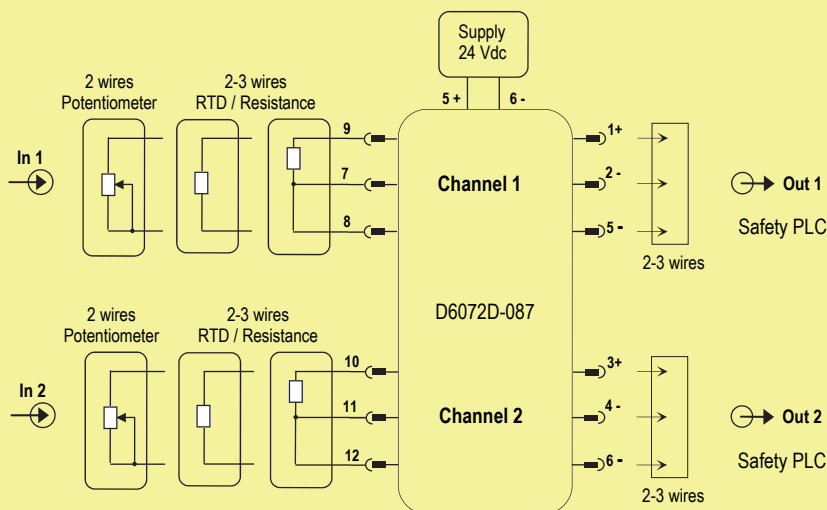 Supply
24 Vdc
5 + 6 -
2 wires
Potentiometer
2-3 wires
RTD / Resistance
In 1
9
7
8
Channel 1
1+
2 -
5 -
2-3 wires
Out 1
Safety PLC
D6072D-087
2 wires
Potentiometer
2-3 wires
RTD / Resistance
In 2
10
11
12
Channel 2
3+
4 -
6 -
2-3 wires
Out 2
Safety PLC